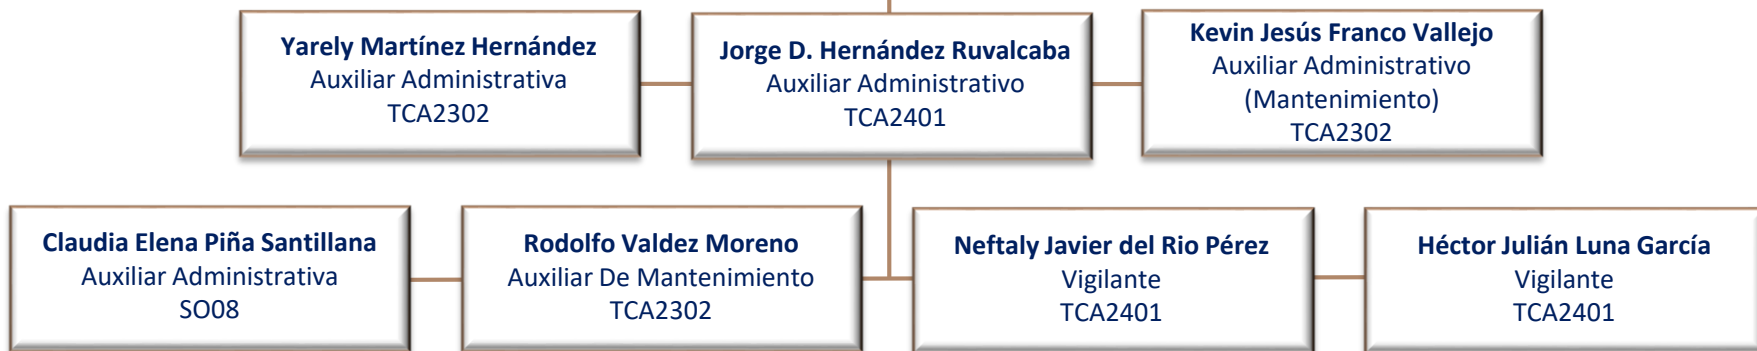 Yarely Martínez Hernández
Auxiliar Administrativa
TCA2302
Jorge D. Hernández Ruvalcaba
Auxiliar Administrativo
TCA2401
Kevin Jesús Franco Vallejo
Auxiliar Administrativo
(Mantenimiento)
TCA2302
Claudia Elena Piña Santillana
Auxiliar Administrativa
SO08
Rodolfo Valdez Moreno
Auxiliar De Mantenimiento
TCA2302
Neftaly Javier del Rio Pérez
Vigilante
TCA2401
Héctor Julián Luna García
Vigilante
TCA2401